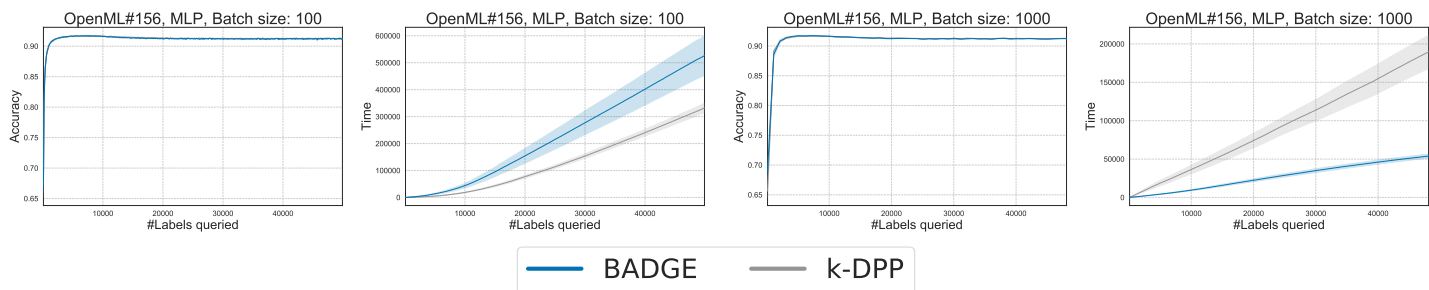 OpenML#156, MLP, Batch size: 100
0.90
0.85
0.80
0.75
0.70
0.65
Accuracy
10000 20000 30000 40000
#Labels queried
OpenML#156, MLP, Batch size: 100
600000
500000
400000
300000
200000
100000
0
Time
10000 20000 30000 40000
#Labels queried
OpenML#156, MLP, Batch size: 1000
0.90
0.85
0.80
0.75
0.70
0.65
Accuracy
10000 20000 30000 40000
#Labels queried
OpenML#156, MLP, Batch size: 1000
200000
150000
100000
50000
0
Time
10000 20000 30000 40000
#Labels queried
BADGE k-DPP